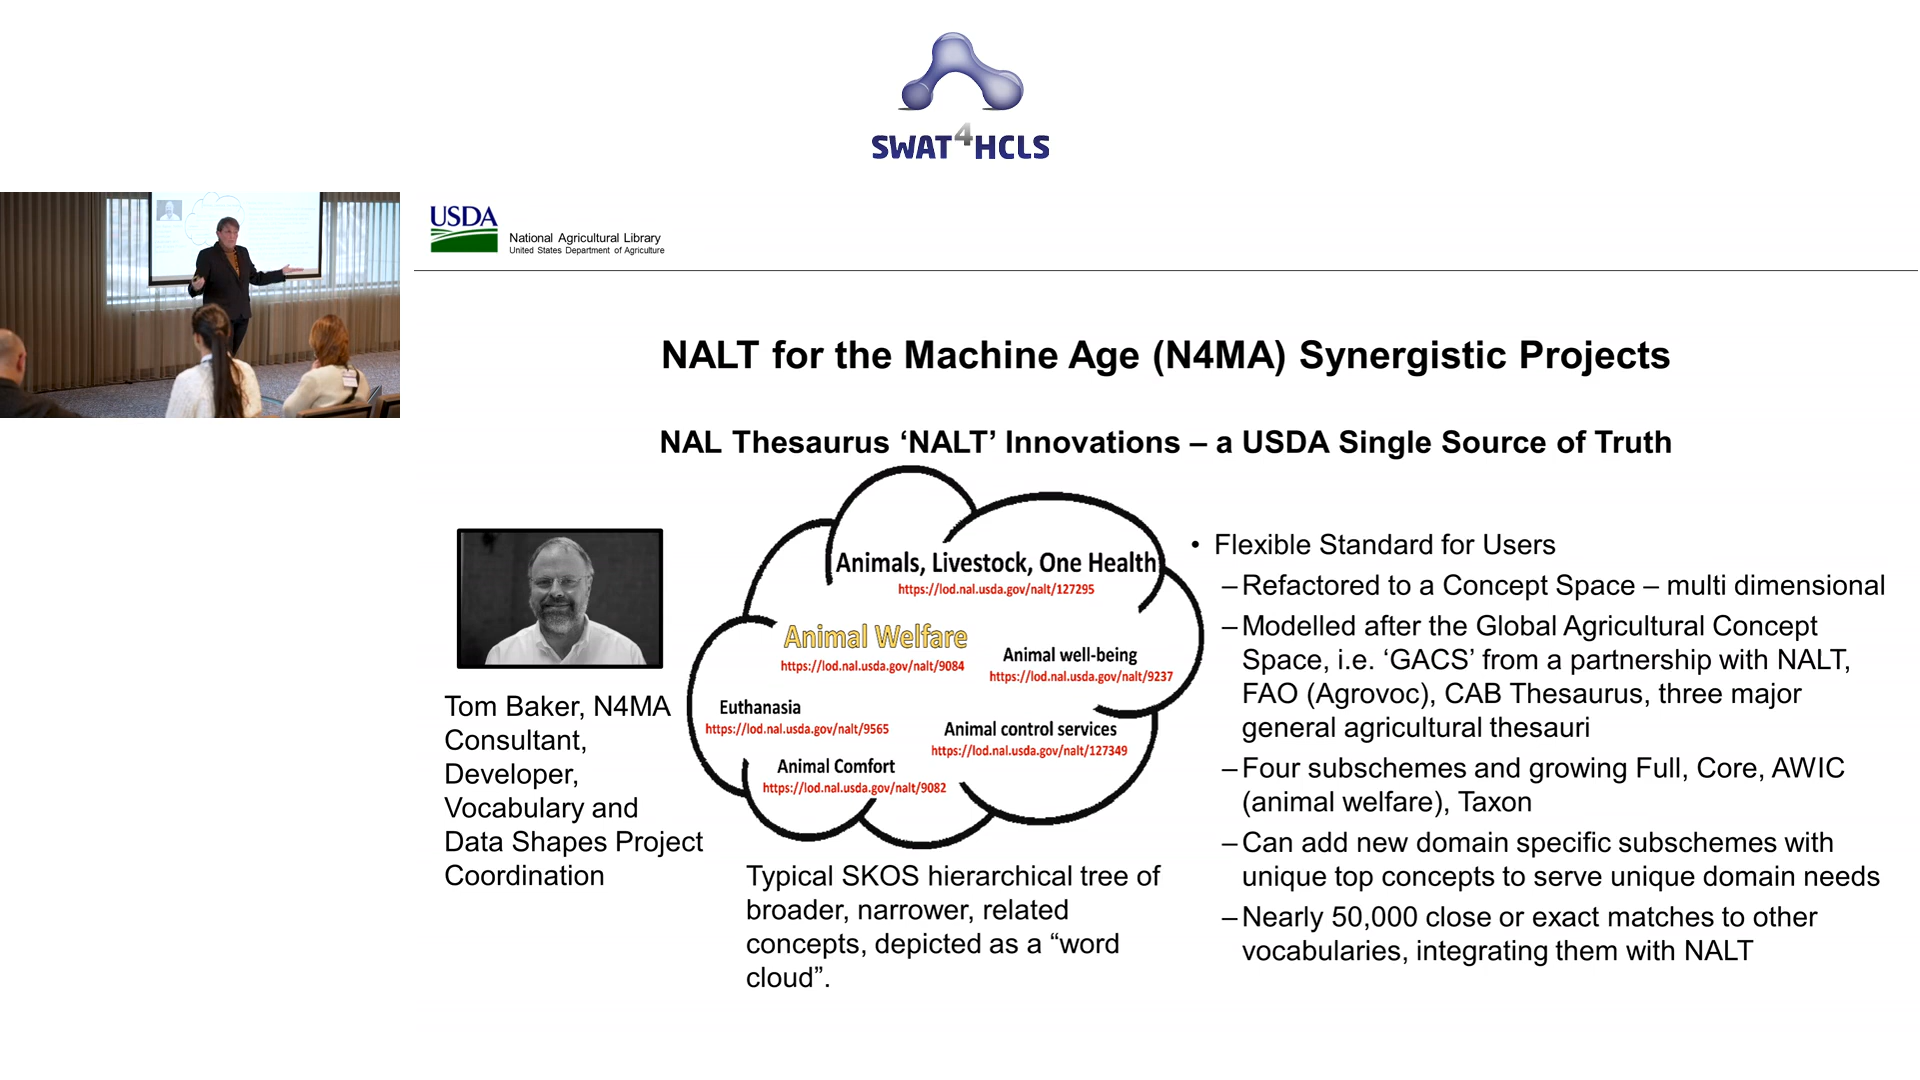 SWAT4HCLS
USDA
National Agricultural Library
United States Department of Agriculture
NALT for the Machine Age (N4MA) Synergistic Projects
NAL Thesaurus ‘NALT’ Innovations – a USDA Single Source of Truth
Tom Baker, N4MA
Consultant,
Developer,
Vocabulary and
Data Shapes Project
Coordination
Animals, Livestock, One Health
https://lod.nal.usda.gov/nalt/127295
Animal Welfare
https://lod.nal.usda.gov/nalt/9084
Animal well-being
https://lod.nal.usda.gov/nalt/9237
Euthanasia
https://lod.nal.usda.gov/nalt/9565
Animal control services
https://lod.nal.usda.gov/nalt/127349
Animal Comfort
https://lod.nal.usda.gov/nalt/9082
Typical SKOS hierarchical tree of
broader, narrower, related
concepts, depicted as a “word
cloud”.
• Flexible Standard for Users
– Refactored to a Concept Space – multi dimensional
– Modelled after the Global Agricultural Concept
Space, i.e. ‘GACS’ from a partnership with NALT,
FAO (Agrovoc), CAB Thesaurus, three major
general agricultural thesauri
– Four subschemes and growing Full, Core, AWIC
(animal welfare), Taxon
– Can add new domain specific subschemes with
unique top concepts to serve unique domain needs
– Nearly 50,000 close or exact matches to other
vocabularies, integrating them with NALT